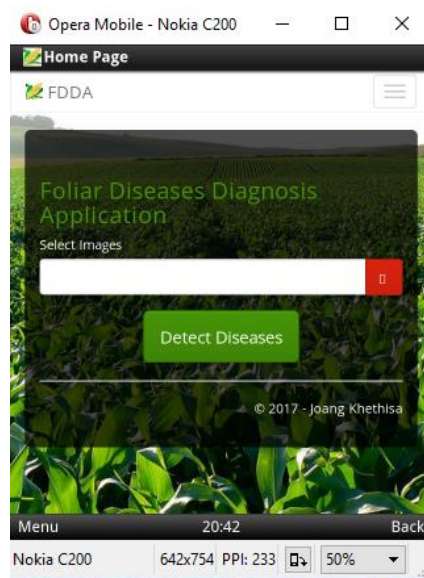 Opera Mobile - Nokia C200
Home Page
FDDA
Foliar Diseases Diagnosis
Application
Select Images
Detect Diseases
© 2017 - Joang Khethisa
Menu 20:42 Back
Nokia C200 642x754 PPI: 233 50%